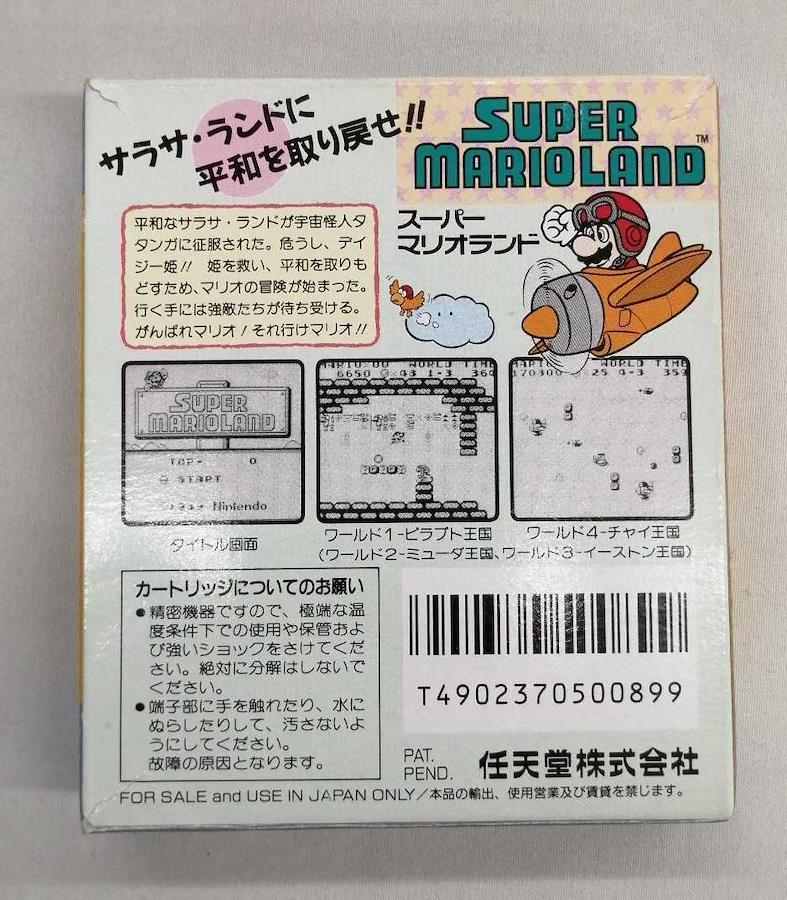 サラサ・ランドに
平和を取り戻せ!!
SUPER
MARIOLAND™
スーパー
マリオランド
平和なサラサ・ランドが宇宙怪人タ
タンガに征服された。危うし、デイ
ジー姫!! 姫を救い、平和を取りも
どすため、マリオの冒険が始まった。
行く手には強敵たちが待ち受ける。
がんばれマリオ!それ行けマリオ!!
SUPER
MARIOLAND
TOP- 0
START
Nintendo
WORLD TIME
6650 43 1-3
WORLD TIME
170300 25 4-3
タイトル画面
ワールド1-ピラプト王国
ワールド4-チャイ王国
(ワールド2-ミューダ王国、ワールド3-イーストン王国)
カートリッジについてのお願い
●精密機器ですので、極端な温
度条件下での使用や保管およ
び強いショックをさけてくだ
さい。絶対に分解はしないで
ください。
●端子部に手を触れたり、水に
ぬらしたりして、汚さないよ
うにしてください。
故障の原因となります。
T4902370500899
PAT.
PEND.
任天堂株式会社
FOR SALE and USE IN JAPAN ONLY/本品の輸出、使用営業及び賃貸を禁じます。